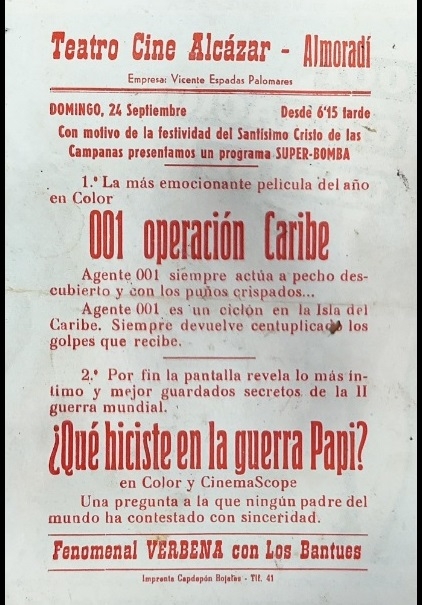 Teatro Cine Alcázar - Almoradí
Empresa: Vicente Espadas Palomares
DOMINGO, 24 Septiembre Desde 6'15 tarde
Con motivo de la festividad del Santísimo Cristo de las
Campanas presentamos un programa SUPER-BOMBA
1.º La más emocionante pelicula del año
en Color
001 operación Caribe
Agente 001 siempre actúa a pecho des-
cubierto y con los puños crispados...
Agente 001 es un ciclón en la Isla del
Caribe. Siempre devuelve centuplicado los
golpes que recibe.
2.º Por fin la pantalla revela lo más ín-
timo y mejor guardados secretos de la II
guerra mundial.
¿Qué hiciste en la guerra Papi?
en Color y CinemaScope
Una pregunta a la que ningún padre del
mundo ha contestado con sinceridad.
Fenomenal VERBENA con Los Bantues
Imprenta Capdepón Rojales - Tlf. 41